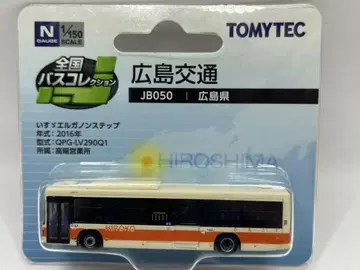 N
GAUGE
1/150
SCALE
TOMYTEC
全国
バスコレクション
広島交通
JB050 | 広島県
いすゞエルガノンステップ
年式：2016年
型式：QPG-LV290Q1
所属：高陽営業所
HIROSHIMA
HIROKO